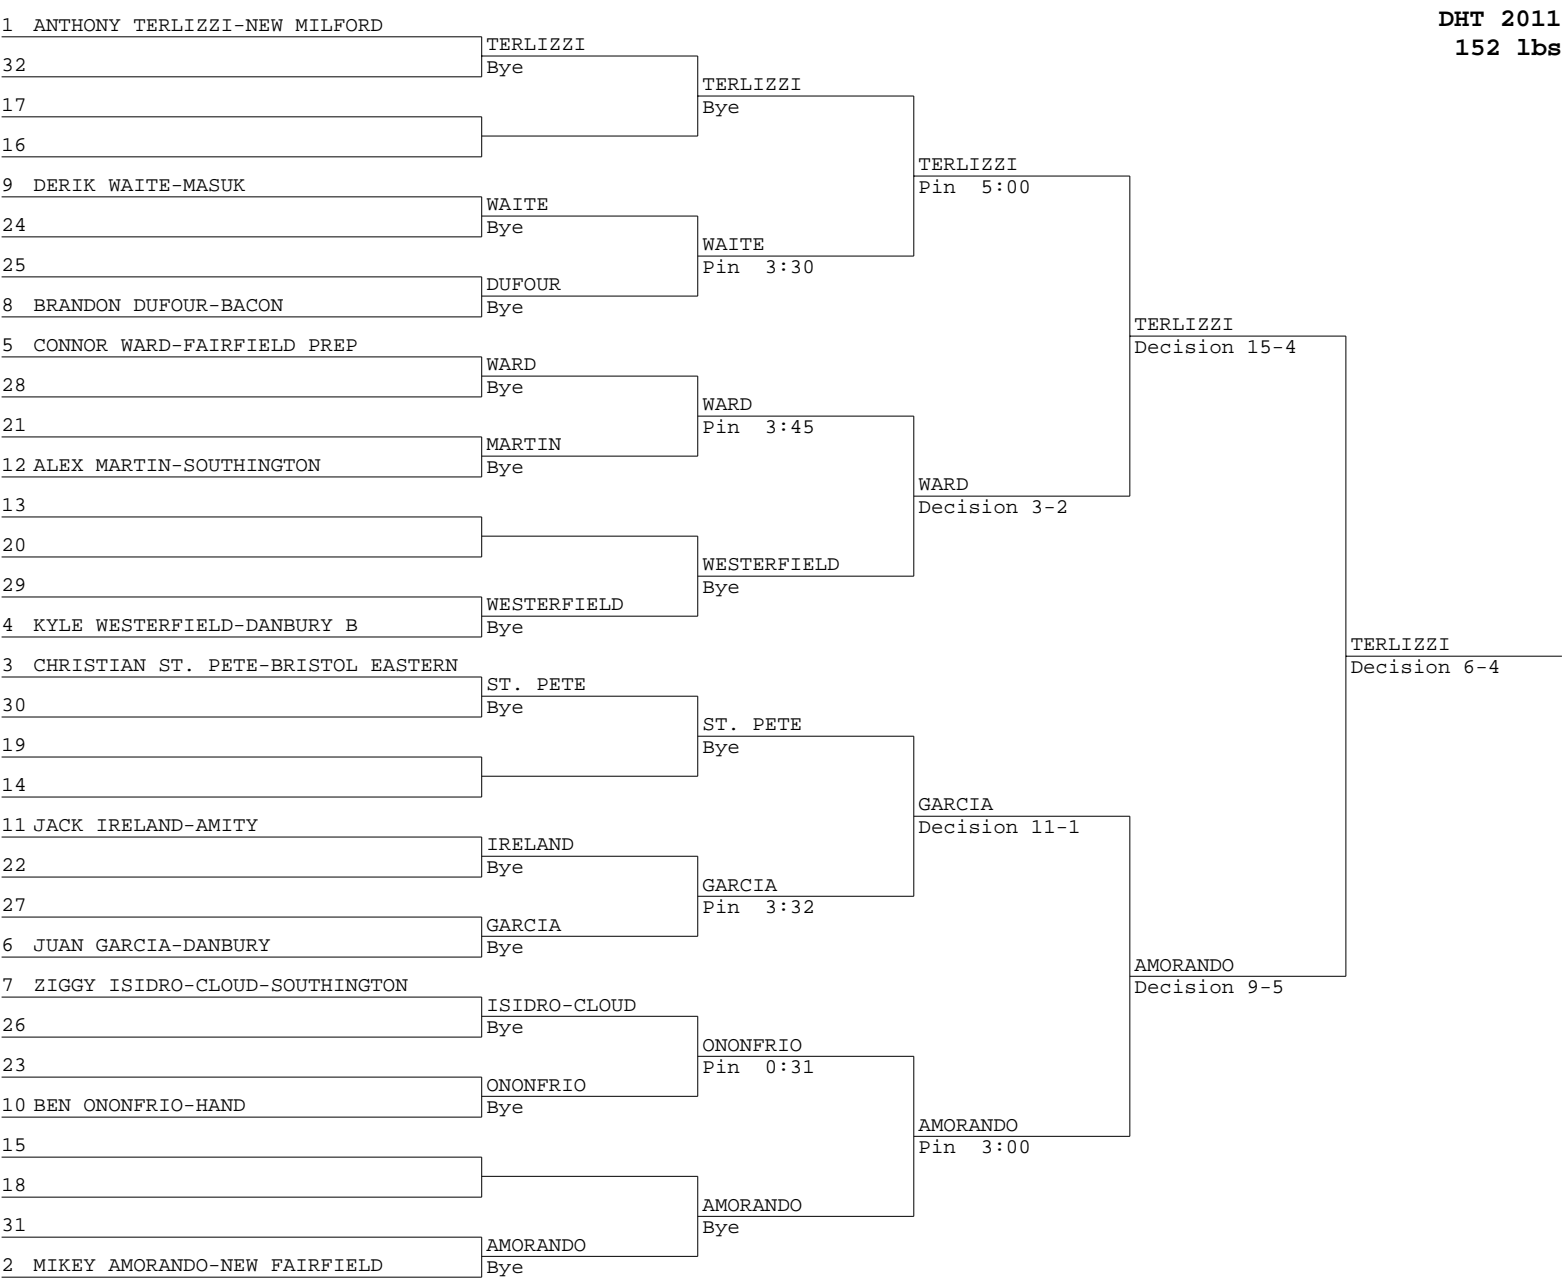 DHT 2011
152 lbs
1 ANTHONY TERLIZZI-NEW MILFORD
32
17
16
9 DERIK WAITE-MASUK
24
25
8 BRANDON DUFOUR-BACON
5 CONNOR WARD-FAIRFIELD PREP
28
21
12 ALEX MARTIN-SOUTHINGTON
13
20
29
4 KYLE WESTERFIELD-DANBURY B
3 CHRISTIAN ST. PETE-BRISTOL EASTERN
30
19
14
11 JACK IRELAND-AMITY
22
27
6 JUAN GARCIA-DANBURY
7 ZIGGY ISIDRO-CLOUD-SOUTHINGTON
26
23
10 BEN ONONFRIO-HAND
15
18
31
2 MIKEY AMORANDO-NEW FAIRFIELD
TERLIZZI
Bye
WAITE
Bye
DUFOUR
Bye
WARD
Bye
MARTIN
Bye
WESTERFIELD
Bye
ST. PETE
Bye
IRELAND
Bye
GARCIA
Bye
ISIDRO-CLOUD
Bye
ONONFRIO
Bye
AMORANDO
Bye
TERLIZZI
Bye
WAITE
Pin 3:30
WARD
Pin 3:45
WESTERFIELD
Bye
ST. PETE
Bye
GARCIA
Pin 3:32
ONONFRIO
Pin 0:31
AMORANDO
Bye
TERLIZZI
Pin 5:00
WARD
Decision 3-2
GARCIA
Decision 11-1
AMORANDO
Pin 3:00
TERLIZZI
Decision 15-4
AMORANDO
Decision 9-5
TERLIZZI
Decision 6-4